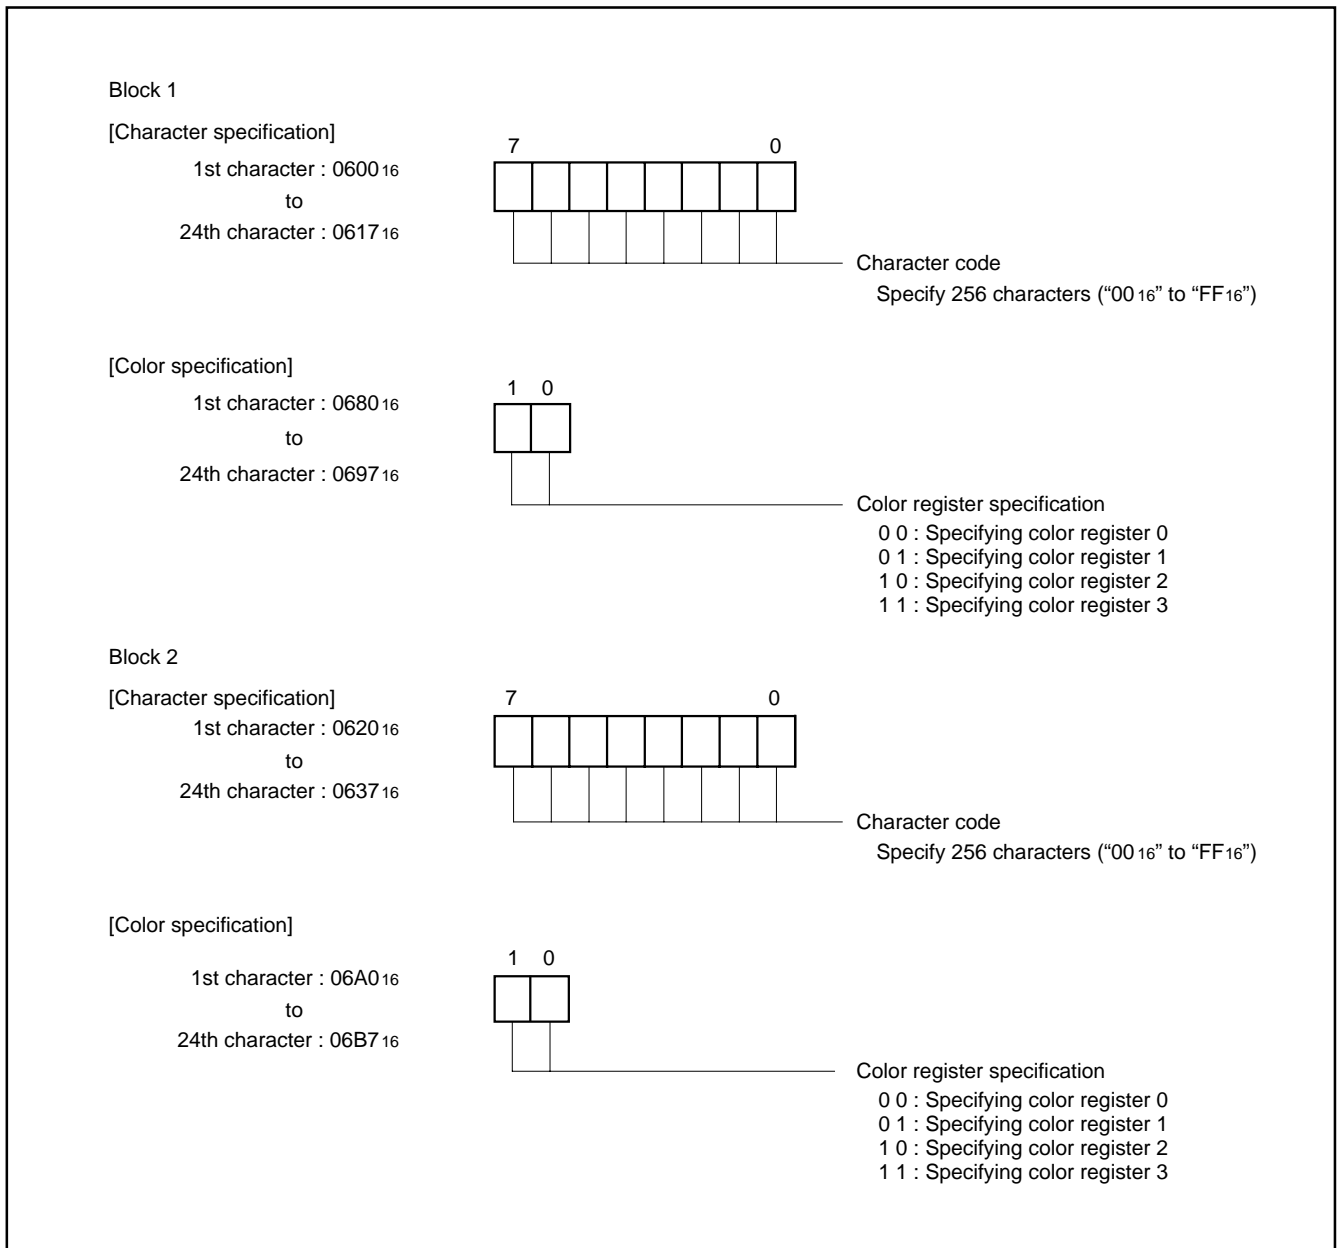 Block 1
[Character specification]
7 0
1st character : 0600₁₆
to
24th character : 0617₁₆
Character code
Specify 256 characters (“00₁₆” to “FF₁₆”)
[Color specification]
1 0
1st character : 0680₁₆
to
24th character : 0697₁₆
Color register specification
0 0 : Specifying color register 0
0 1 : Specifying color register 1
1 0 : Specifying color register 2
1 1 : Specifying color register 3
Block 2
[Character specification]
7 0
1st character : 0620₁₆
to
24th character : 0637₁₆
Character code
Specify 256 characters (“00₁₆” to “FF₁₆”)
[Color specification]
1 0
1st character : 06A0₁₆
to
24th character : 06B7₁₆
Color register specification
0 0 : Specifying color register 0
0 1 : Specifying color register 1
1 0 : Specifying color register 2
1 1 : Specifying color register 3